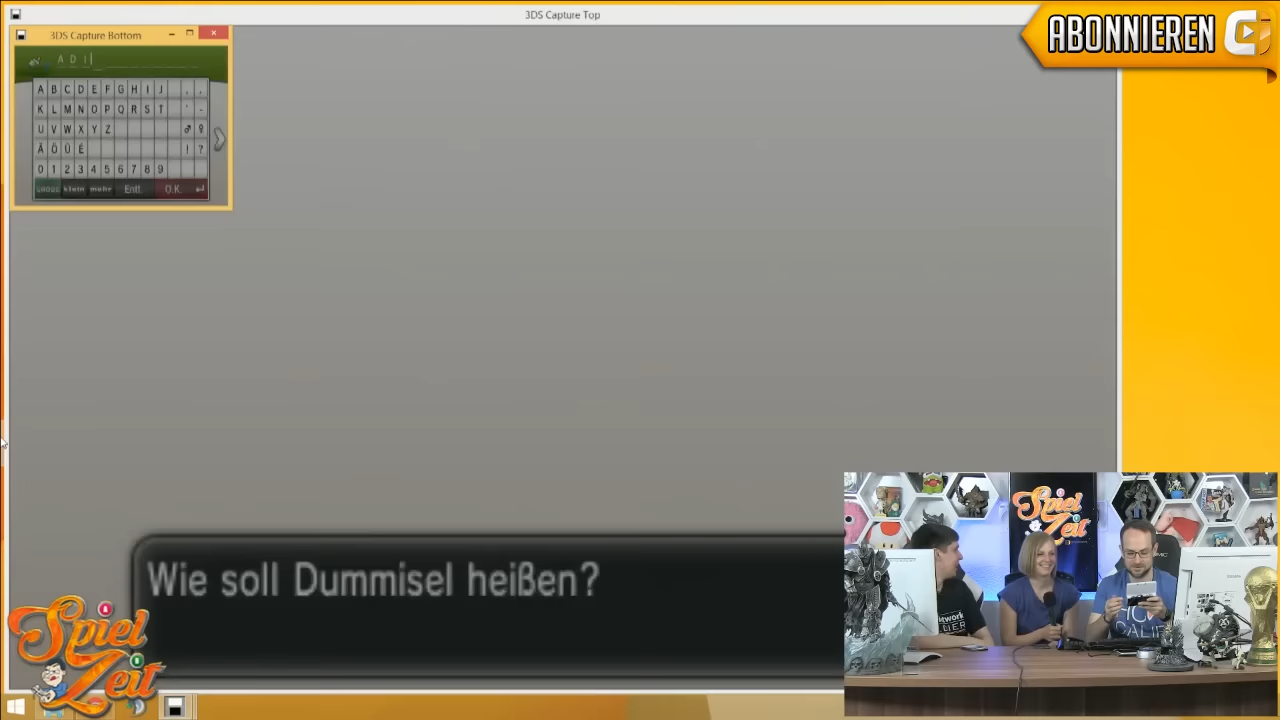 3DS Capture Top
ABONNIEREN
3DS Capture Bottom
A D I
A B C D E F G H I J , .
K L M N O P Q R S T ' -
U V W X Y Z ♂ ♀
Ä Ö Ü É ! ?
0 1 2 3 4 5 6 7 8 9
klein mehr Entf. O.K.
Wie soll Dummisel heißen?
Spiel
Zeit
Spiel
Zeit